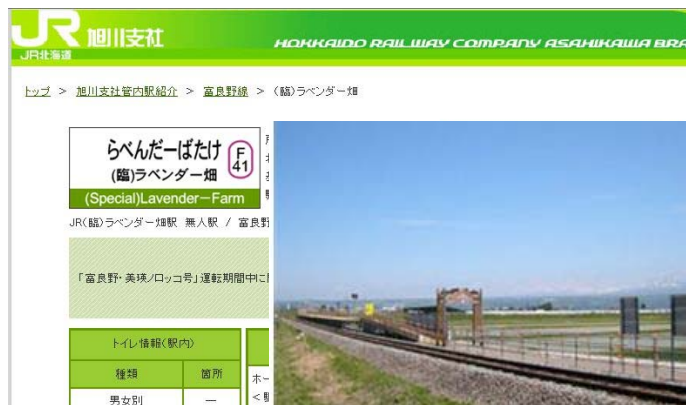 JR 旭川支社
JR北海道
HOKKAIDO RAILWAY COMPANY ASAHIKAWA BRA
トップ > 旭川支社管内駅紹介 > 富良野線 > (臨)ラベンダー畑
らべんだーばたけ
(臨)ラベンダー畑
F
41
(Special)Lavender－Farm
JR(臨)ラベンダー畑駅 無人駅 / 富良野
「富良野・美瑛ノロッコ号」運転期間中に
トイレ情報(駅内)
種類 箇所
ホー
男女別 ―